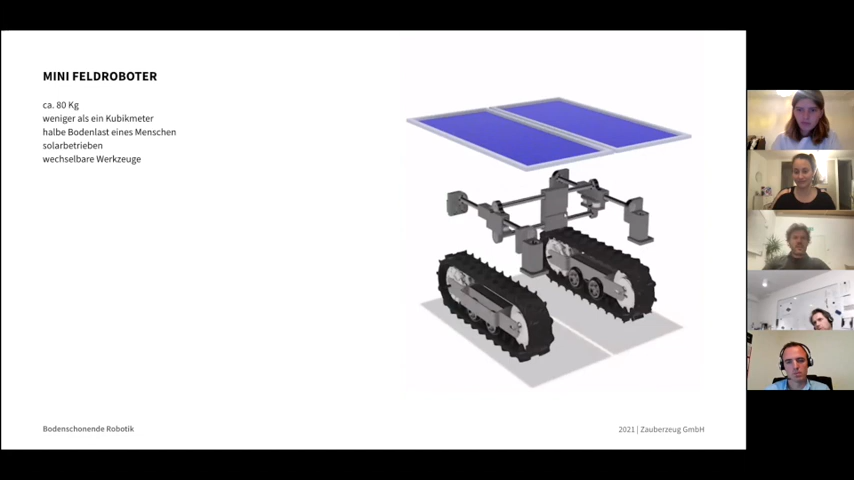 MINI FELDROBOTER
ca. 80 Kg
weniger als ein Kubikmeter
halbe Bodenlast eines Menschen
solarbetrieben
wechselbare Werkzeuge
Bodenschonende Robotik
2021 | Zauberzeug GmbH